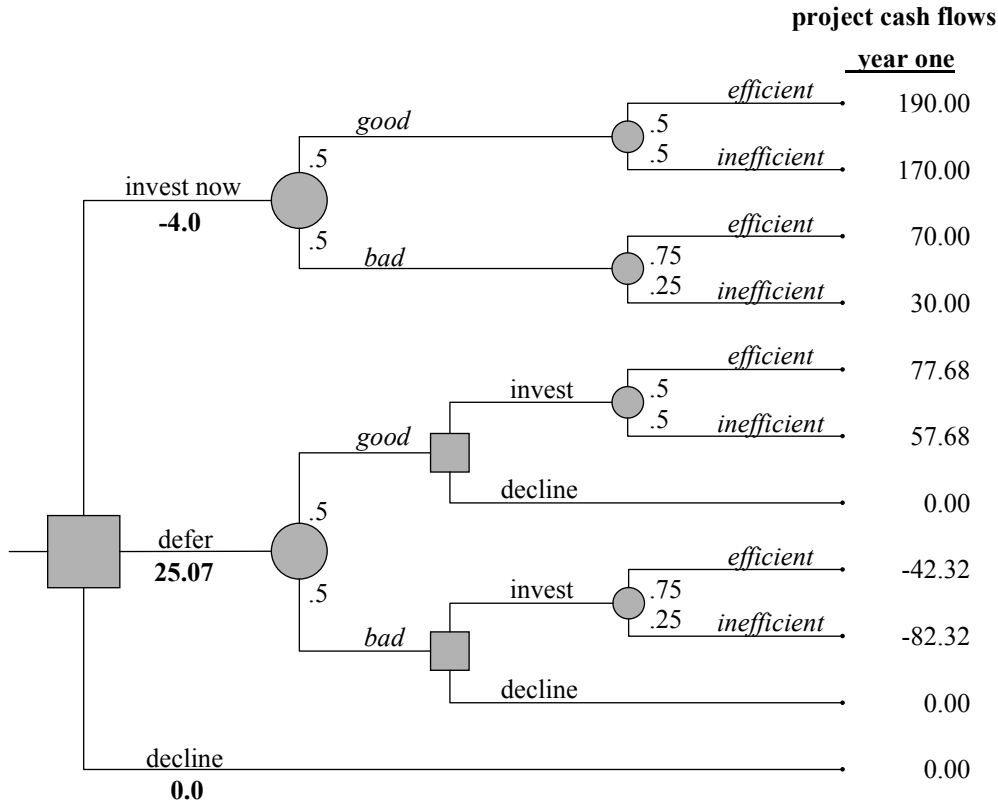 project cash flows
year one
efficient 190.00
good .5
.5
.5 inefficient 170.00
invest now
-4.0
efficient 70.00
.5
bad .75
.25 inefficient 30.00
efficient 77.68
invest .5
.5 inefficient 57.68
good
decline 0.00
.5
defer
25.07
efficient -42.32
.5 invest .75
.25 inefficient -82.32
bad
decline 0.00
decline 0.00
0.0